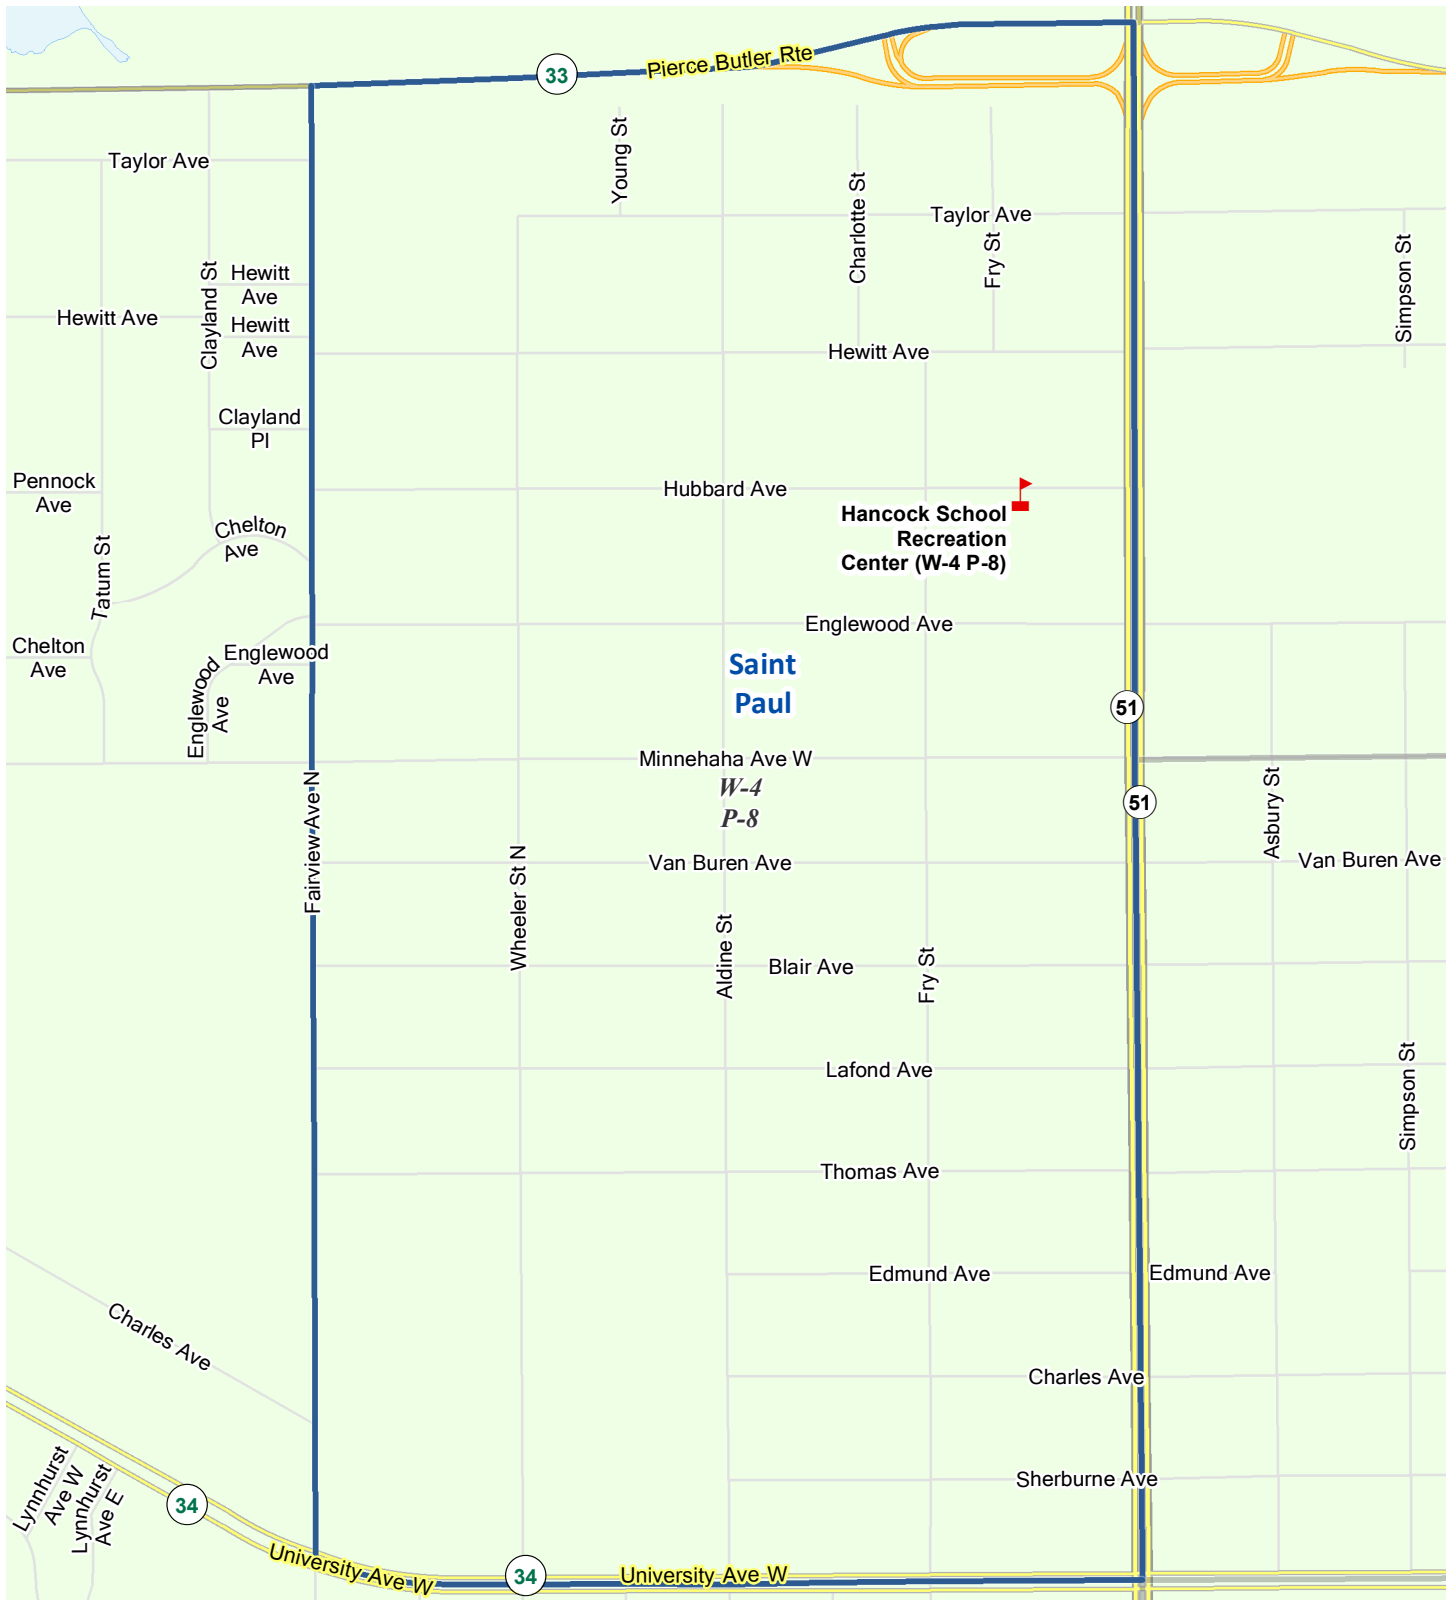 Pierce Butler Rte
33
Young St
Taylor Ave
Charlotte St
Taylor Ave
Fry St
Simpson St
Clayland St
Hewitt
Ave
Hewitt Ave
Hewitt
Ave
Hewitt Ave
Clayland
Pl
Pennock
Ave
Hubbard Ave
Hancock School
Recreation
Center (W-4 P-8)
Chelton
Ave
Tatum St
Englewood Ave
Chelton
Ave
Englewood
Ave
Englewood
Ave
Saint
Paul
51
Minnehaha Ave W
W-4
P-8
51
Fairview Ave N
Asbury St
Wheeler St N
Van Buren Ave
Van Buren Ave
Aldine St
Blair Ave
Fry St
Lafond Ave
Simpson St
Thomas Ave
Edmund Ave
Edmund Ave
Charles Ave
Charles Ave
Lynnhurst
Ave W
Lynnhurst
Ave E
34
Sherburne Ave
University Ave W
34
University Ave W